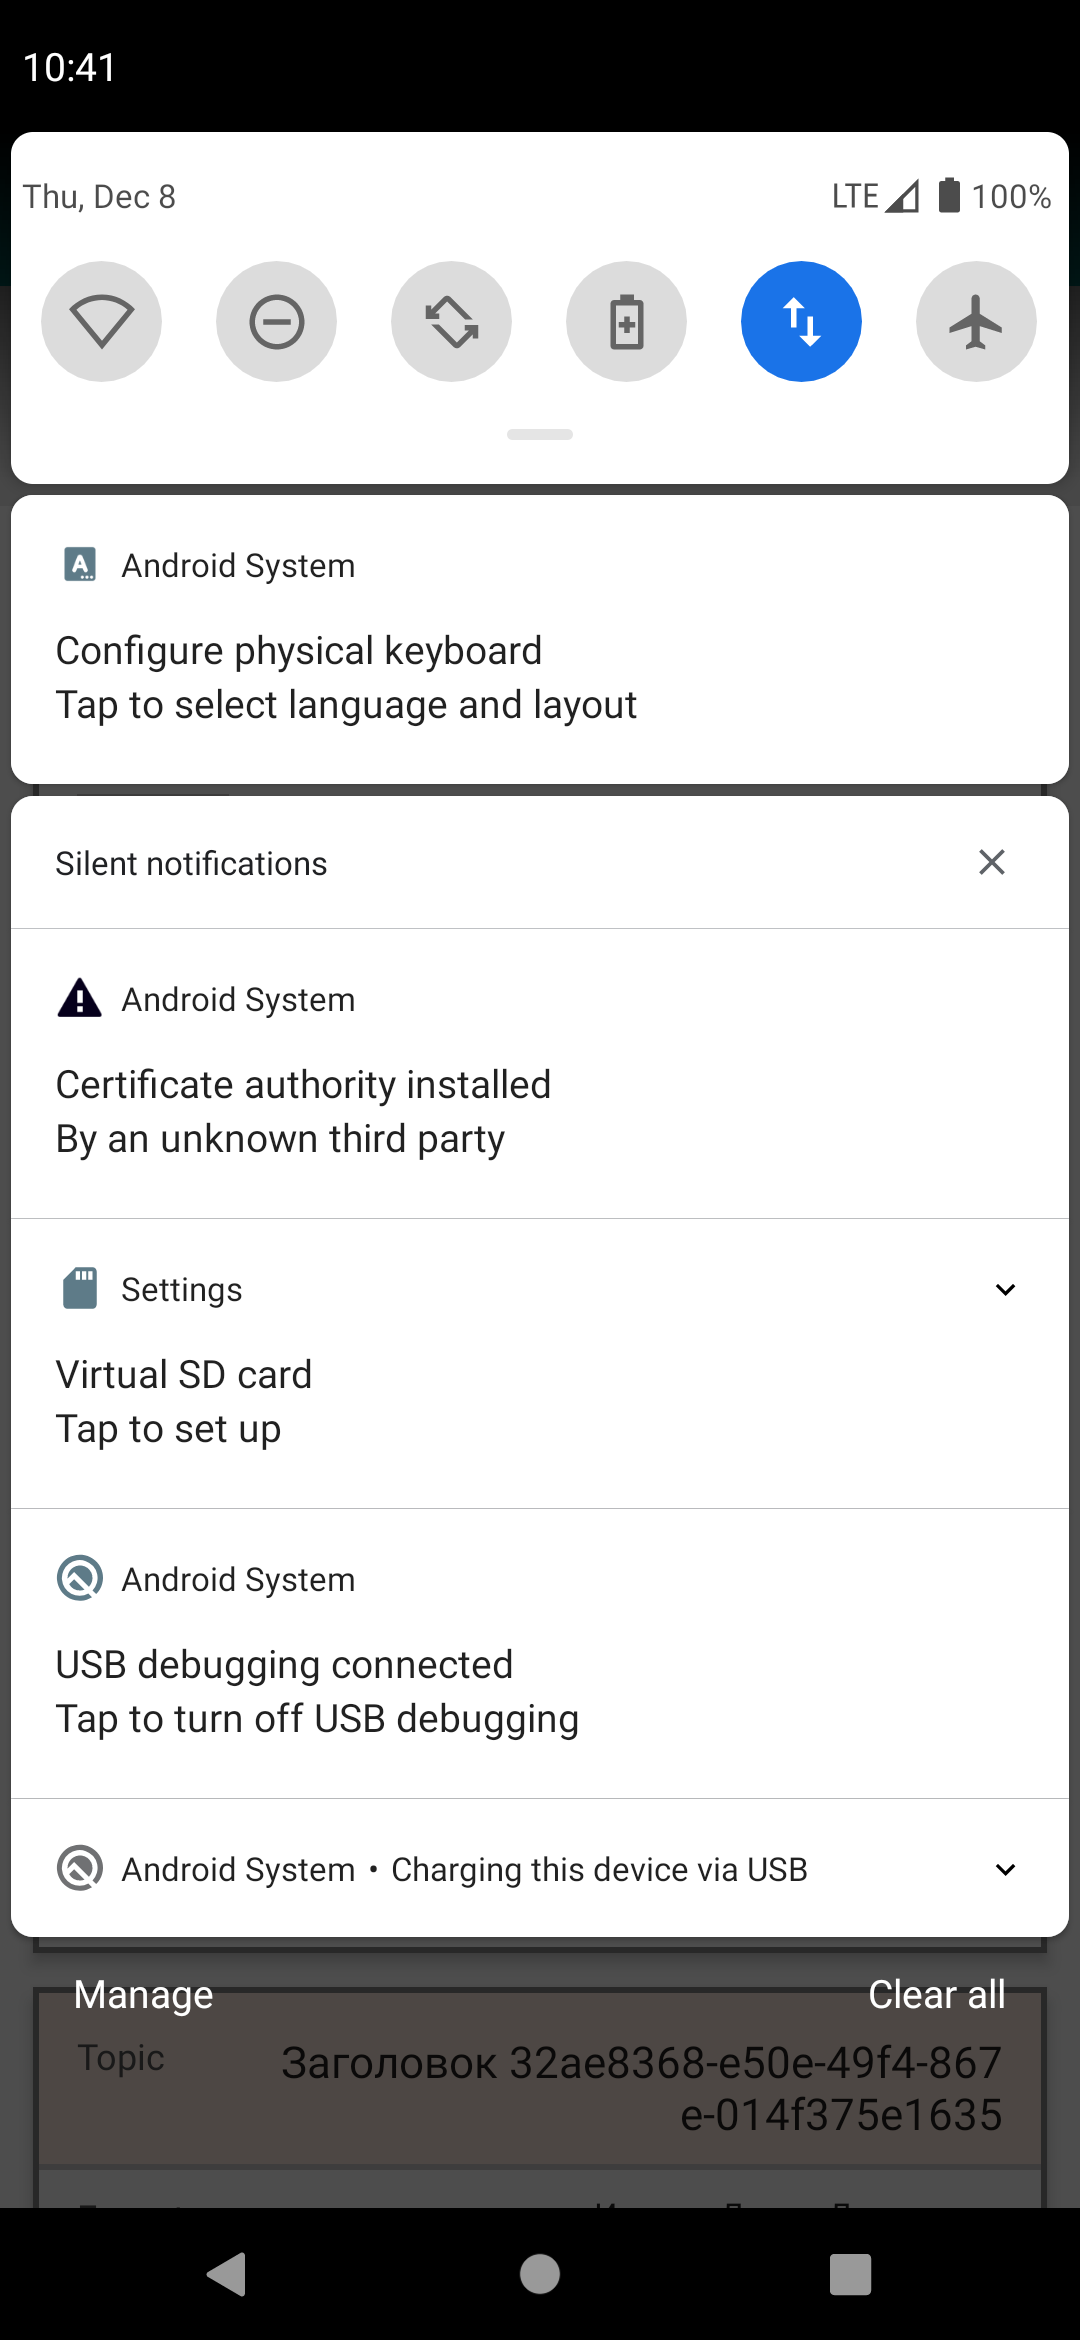 10:41
Thu, Dec 8 LTE 100%
Android System
Configure physical keyboard
Tap to select language and layout
Silent notifications
Android System
Certificate authority installed
By an unknown third party
Settings
Virtual SD card
Tap to set up
Android System
USB debugging connected
Tap to turn off USB debugging
Android System • Charging this device via USB
Manage Clear all
Topic Заголовок 32ae8368-e50e-49f4-867
e-014f375e1635